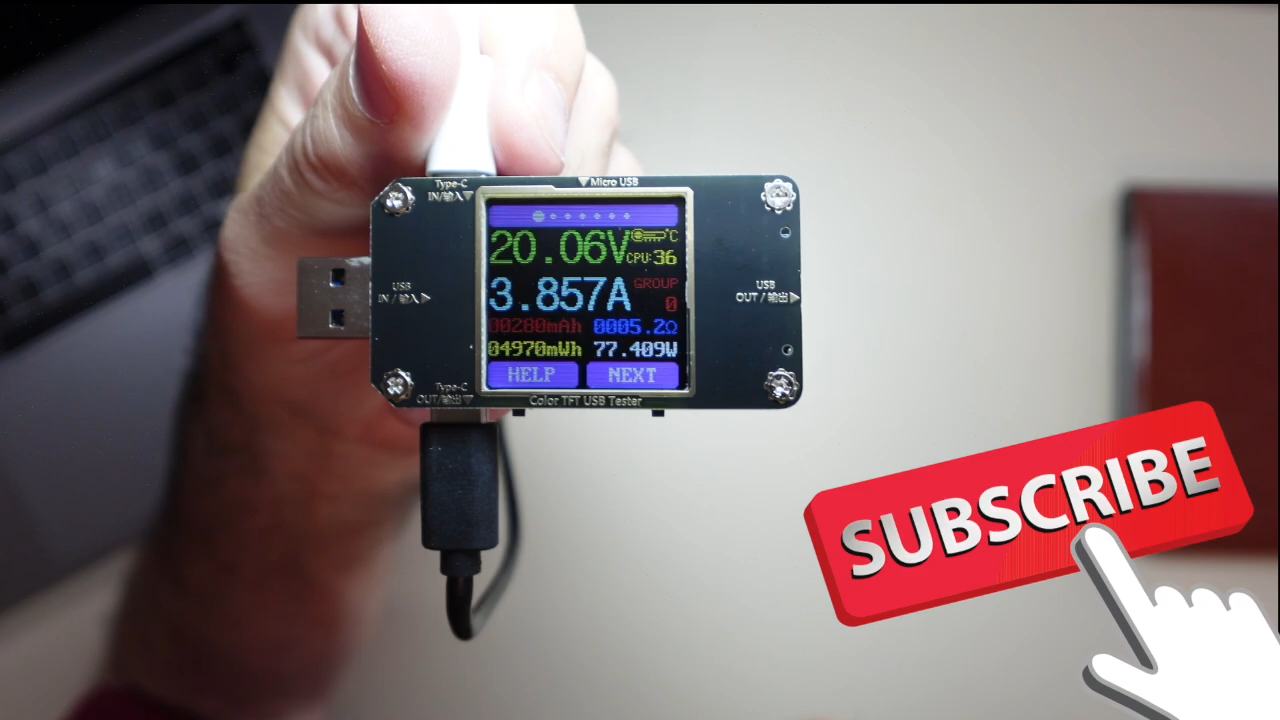 Type-C
IN/输入▼
▼Micro USB
20.06V
°C
CPU:36
USB
IN / 输入▶
3.857A
GROUP
0
USB
OUT / 输出▶
00280mAh
0005.2Ω
04970mWh
77.409W
HELP
NEXT
Type-C
OUT/输出▼
Color TFT USB Tester
SUBSCRIBE